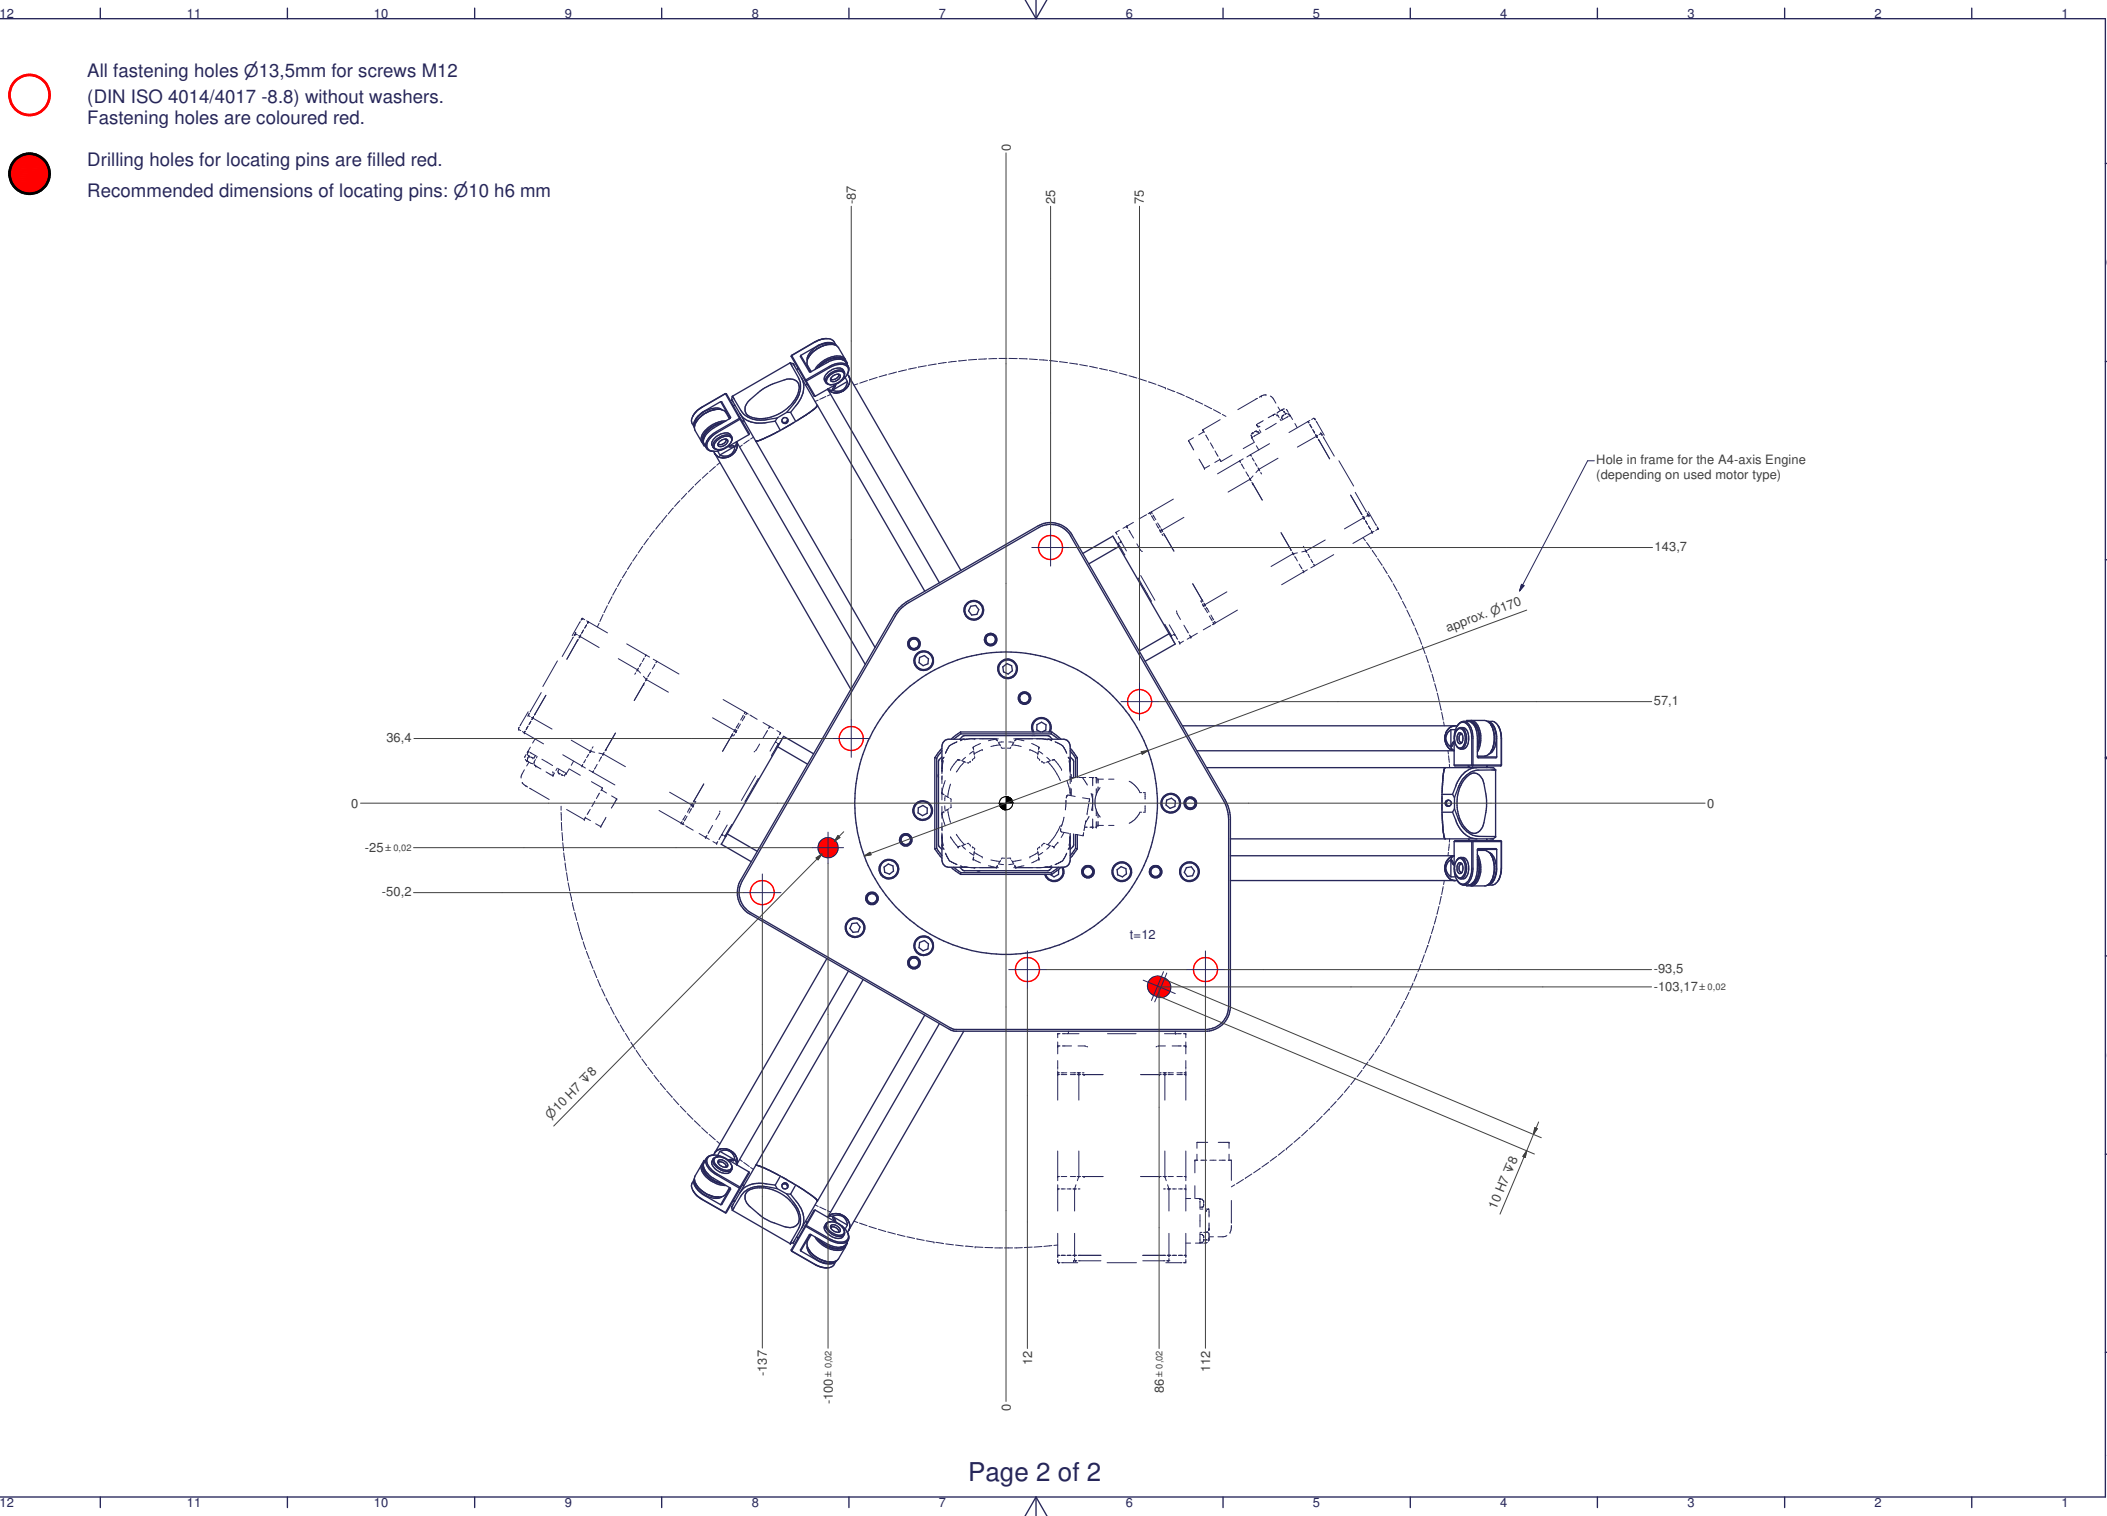 12 11 10 9 8 7 6 5 4 3 2 1
All fastening holes Ø13,5mm for screws M12
(DIN ISO 4014/4017 -8.8) without washers.
Fastening holes are coloured red.
Drilling holes for locating pins are filled red.
Recommended dimensions of locating pins: Ø10 h6 mm
0
-87
25
75
Hole in frame for the A4-axis Engine
(depending on used motor type)
143,7
approx. Ø170
57,1
36,4
0
0
-25±0,02
-50,2
t=12
-93,5
-103,17±0,02
Ø10 H7 ↧8
10 H7 ↧8
-137
-100±0,02
0
12
86±0,02
112
Page 2 of 2
12 11 10 9 8 7 6 5 4 3 2 1